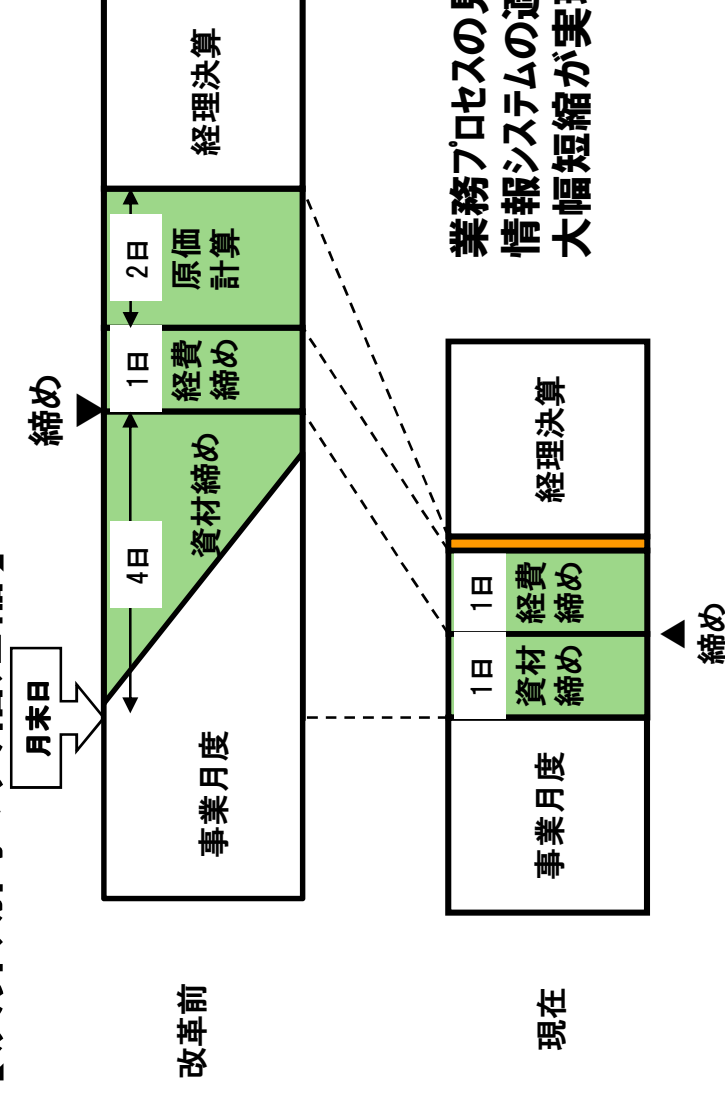 月末日
締め
4日
1日
2日
事業月度
資材締め
経費
締め
原価
計算
経理決算
改革前
1日
1日
事業月度
資材
締め
経費
締め
経理決算
現在
締め
業務プロセスの
情報システムの
大幅短縮が実